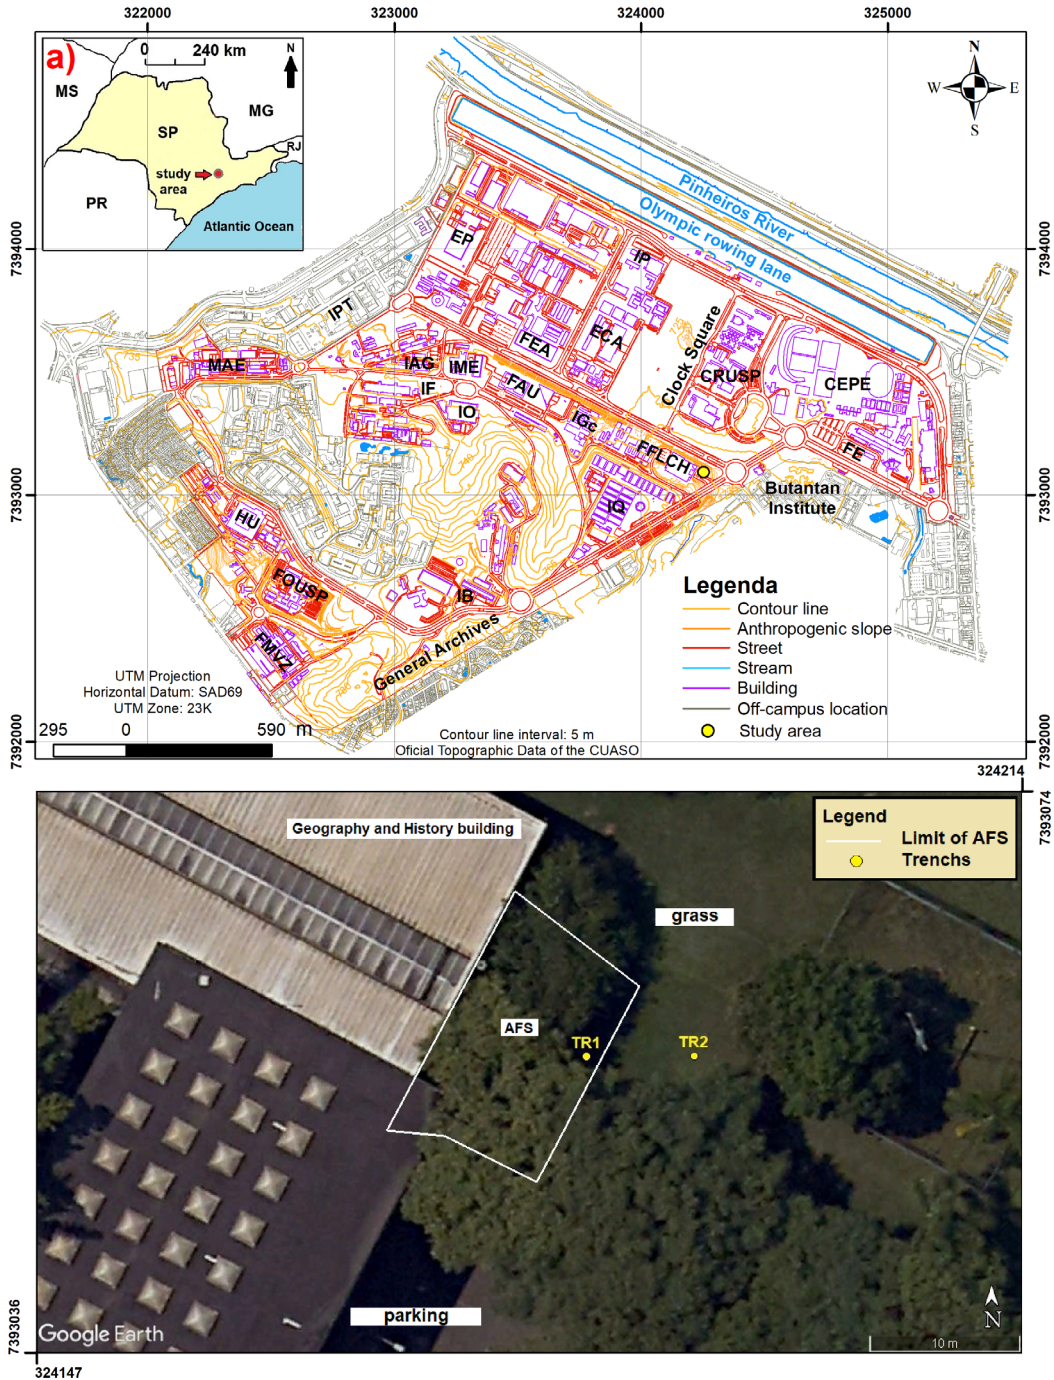 322000 323000 324000 325000
a)
0 240 km
N
MS
MG
SP
RJ
study
area
PR
Atlantic Ocean
N
W E
S
7394000
7394000
Pinheiros River
Olympic rowing lane
EP
IP
IPT
Clock Square
ECA
FEA
MAE
IAG
IME
IF
FAU
CRUSP
CEPE
IO
IGc
FFLCH
FE
7393000
7393000
Butantan
Institute
IQ
HU
FOUSP
IB
FMVZ
General Archives
Legenda
Contour line
Anthropogenic slope
Street
Stream
Building
Off-campus location
Study area
UTM Projection
Horizontal Datum: SAD69
UTM Zone: 23K
295 0 590 m
Contour line interval: 5 m
Oficial Topographic Data of the CUASO
7392000
7392000
324214
7393074
Geography and History building
Legend
Limit of AFS
Trenchs
grass
AFS
TR1
TR2
parking
N
10 m
Google Earth
7393036
324147